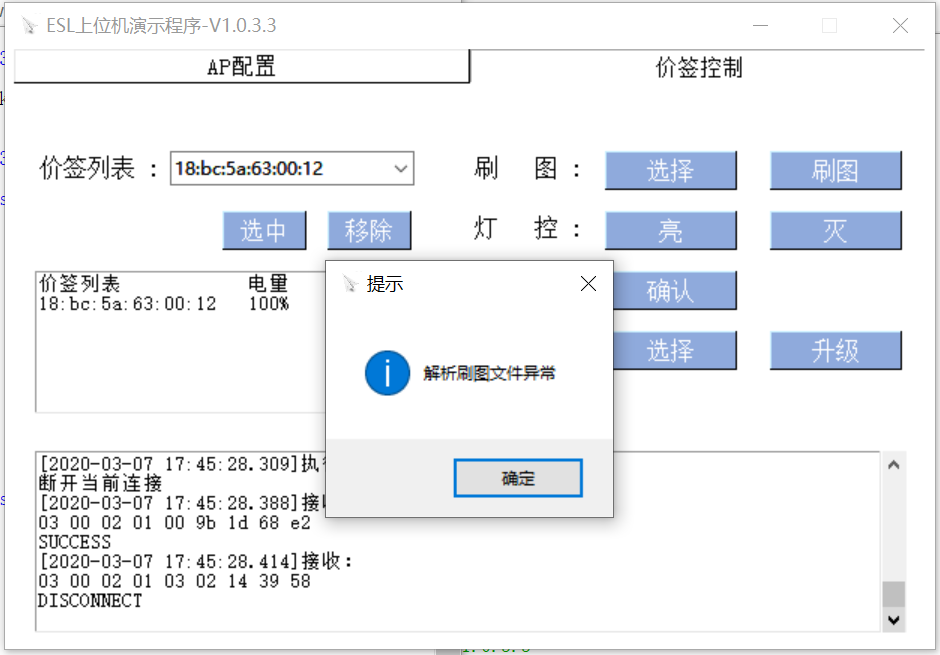 ESL上位机演示程序-V1.0.3.3
AP配置
价签控制
价签列表：
18:bc:5a:63:00:12
刷 图：
选择
刷图
选中
移除
灯 控：
亮
灭
价签列表 电量
18:bc:5a:63:00:12 100%
确认
选择
升级
提示
解析刷图文件异常
确定
[2020-03-07 17:45:28.309]执行
断开当前连接
[2020-03-07 17:45:28.388]接收
03 00 02 01 00 9b 1d 68 e2
SUCCESS
[2020-03-07 17:45:28.414]接收：
03 00 02 01 03 02 14 39 58
DISCONNECT